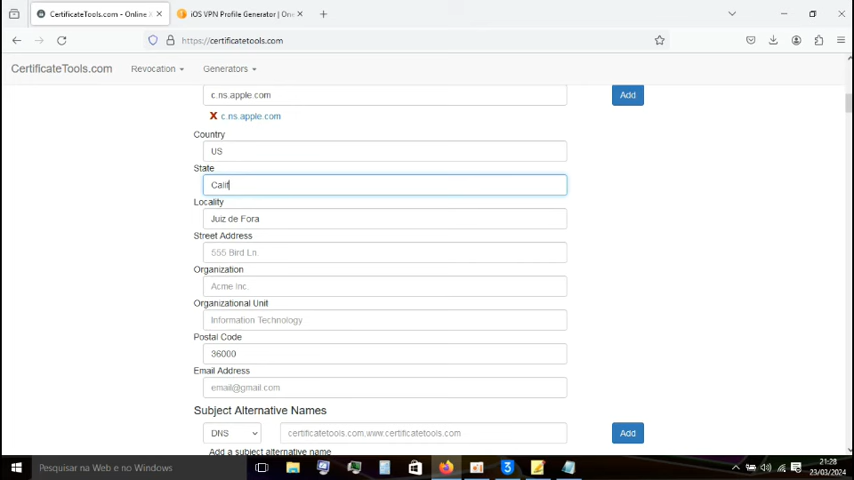 CertificateTools.com - Online X
iOS VPN Profile Generator | One
https://certificatetools.com
CertificateTools.com
Revocation
Generators
c.ns.apple.com
Add
X c.ns.apple.com
Country
US
State
Calif
Locality
Juiz de Fora
Street Address
555 Bird Ln.
Organization
Acme Inc.
Organizational Unit
Information Technology
Postal Code
36000
Email Address
email@gmail.com
Subject Alternative Names
DNS
certificatetools.com,www.certificatetools.com
Add
Add a subject alternative name
Pesquisar na Web e no Windows
21:28
23/03/2024